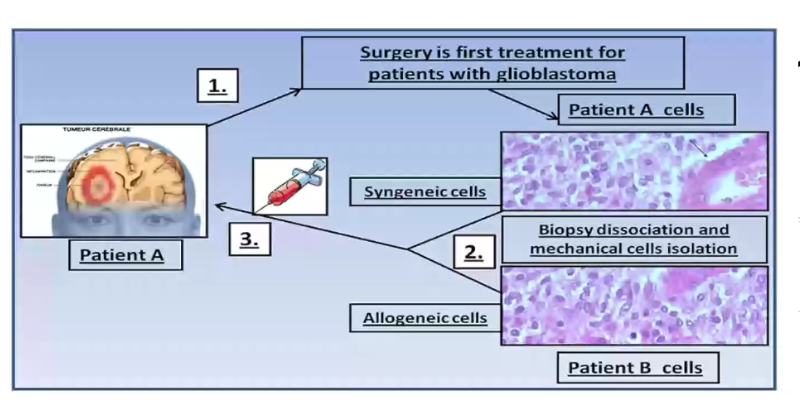 Surgery is first treatment for
patients with glioblastoma
1.
Patient A cells
TUMEUR CEREBRALE
Syngeneic cells
Biopsy dissociation and
mechanical cells isolation
Patient A
3.
2.
Allogeneic cells
Patient B cells